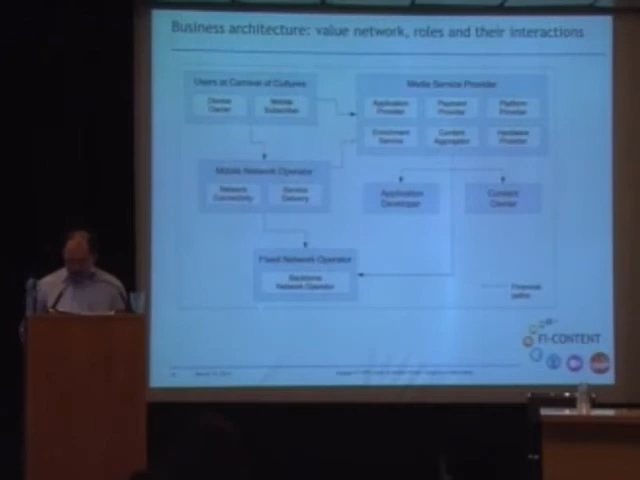 Business architecture: value network, roles and their interactions
Users at Carnival of Cultures
Device
Owner
Mobile
Subscriber
Media Service Provider
Application
Provider
Payment
Provider
Platform
Provider
Enrichment
Service
Content
Aggregator
Hardware
Provider
Mobile Network Operator
Network
Connectivity
Service
Delivery
Application
Developer
Content
Owner
Fixed Network Operator
Backbone
Network Operator
Financial
paths
FI-CONTENT